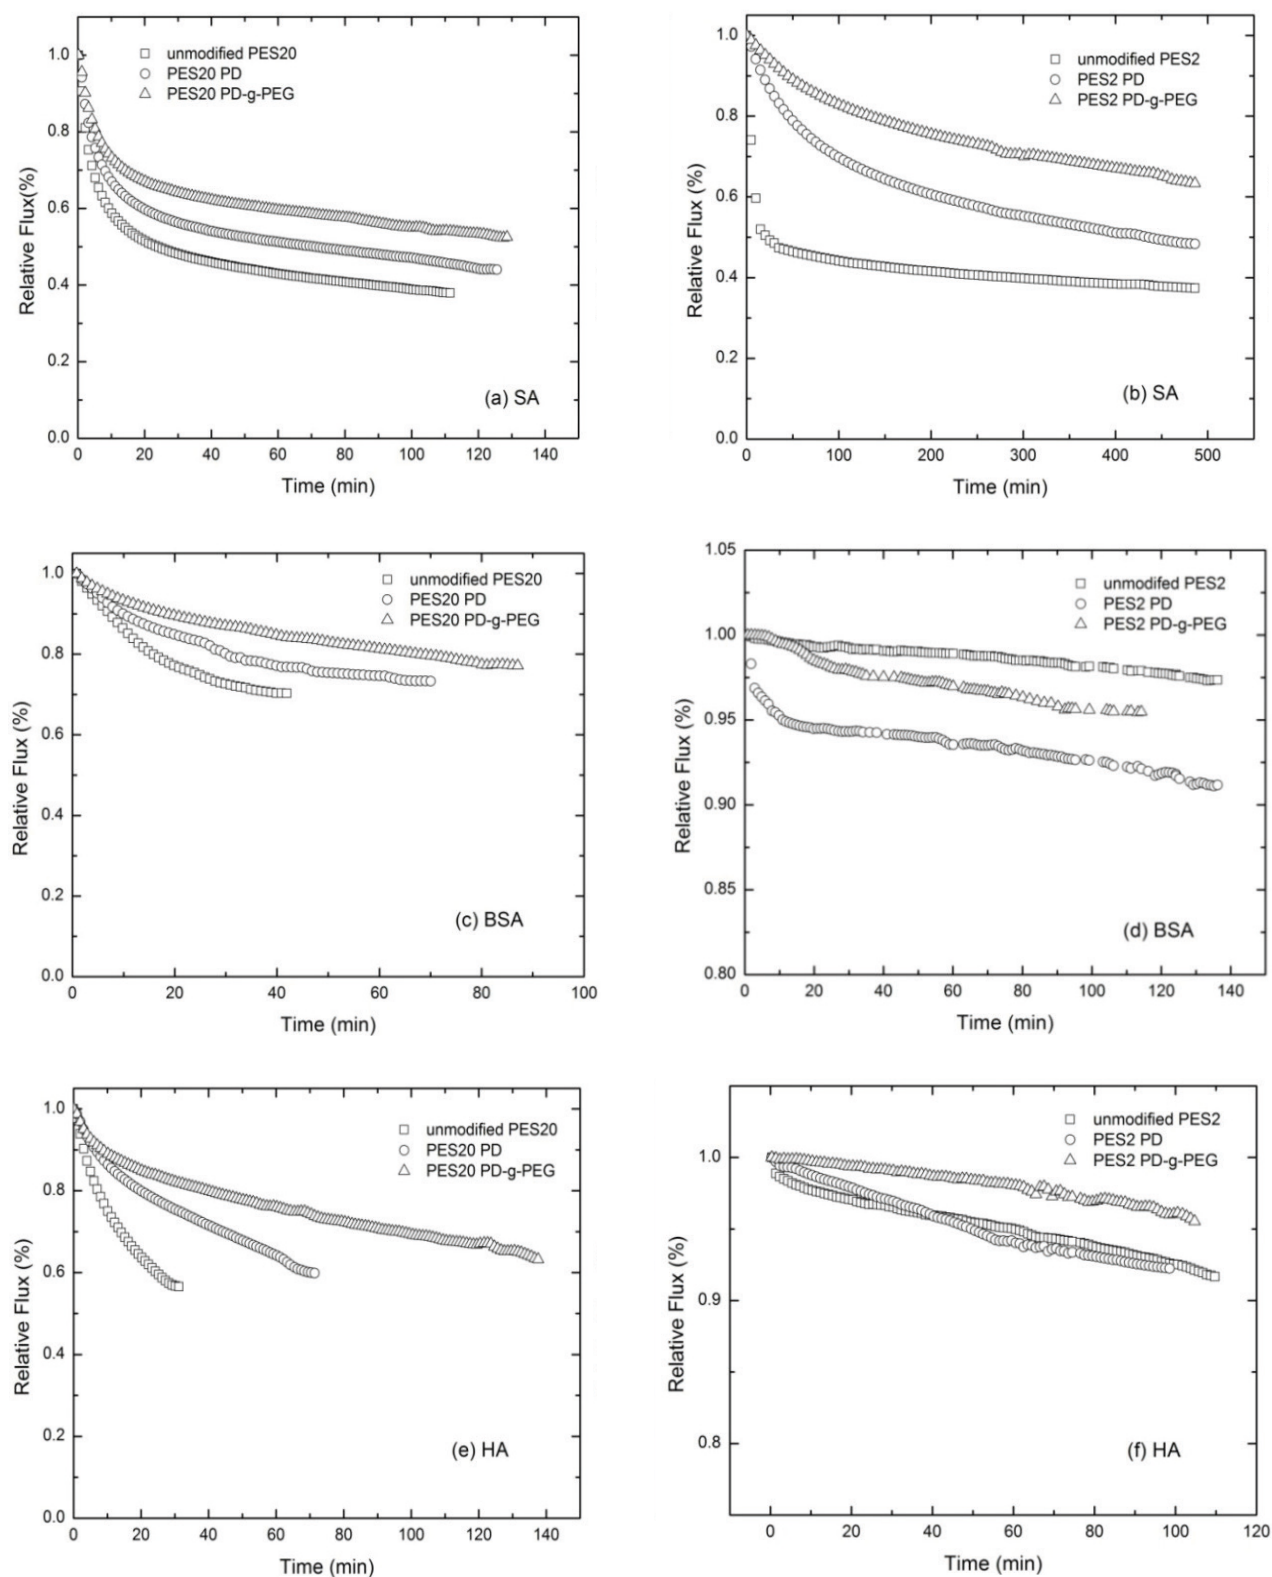 unmodified PES20
PES20 PD
PES20 PD-g-PEG
1.0
0.8
0.6
0.4
0.2
0.0
Relative Flux(%)
(a) SA
0 20 40 60 80 100 120 140
Time (min)
unmodified PES2
PES2 PD
PES2 PD-g-PEG
1.0
0.8
0.6
0.4
0.2
0.0
Relative Flux (%)
(b) SA
0 100 200 300 400 500
Time (min)
unmodified PES20
PES20 PD
PES20 PD-g-PEG
1.0
0.8
0.6
0.4
0.2
0.0
Relative Flux (%)
(c) BSA
0 20 40 60 80 100
Time (min)
unmodifed PES2
PES2 PD
PES2 PD-g-PEG
1.05
1.00
0.95
0.90
0.85
0.80
Relative Flux (%)
(d) BSA
0 20 40 60 80 100 120 140
Time (min)
unmodified PES20
PES20 PD
PES20 PD-g-PEG
1.0
0.8
0.6
0.4
0.2
0.0
Relative Flux (%)
(e) HA
0 20 40 60 80 100 120 140
Time (min)
unmodified PES2
PES2 PD
PES2 PD-g-PEG
1.0
0.9
0.8
Relative Flux (%)
(f) HA
0 20 40 60 80 100 120
Time (min)